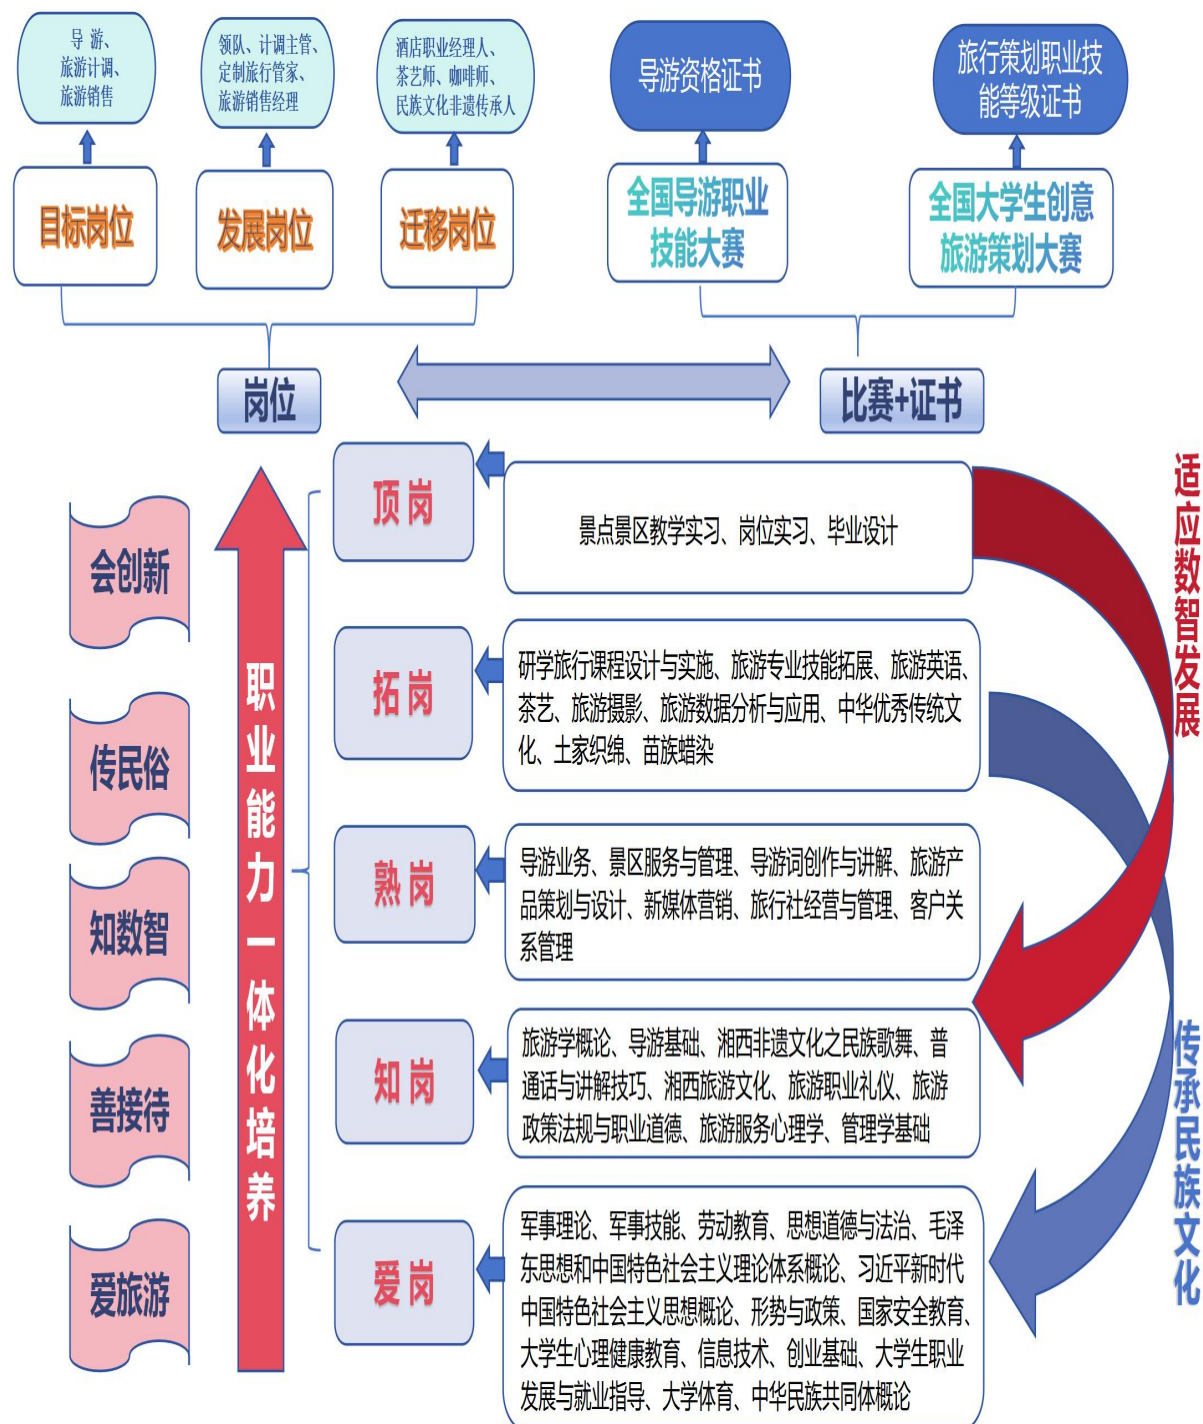 导 游、
旅游计调、
旅游销售
领队、计调主管、
定制旅行管家、
旅游销售经理
酒店职业经理人、
茶艺师、咖啡师、
民族文化非遗传承人
导游资格证书
旅行策划职业技
能等级证书
目标岗位
发展岗位
迁移岗位
全国导游职业
技能大赛
全国大学生创意
旅游策划大赛
岗位
比赛+证书
会创新
传民俗
知数智
善接待
爱旅游
职业能力一体化培养
顶 岗
景点景区教学实习、岗位实习、毕业设计
拓 岗
研学旅行课程设计与实施、旅游专业技能拓展、旅游英语、
茶艺、旅游摄影、旅游数据分析与应用、中华优秀传统文
化、土家织绵、苗族蜡染
熟 岗
导游业务、景区服务与管理、导游词创作与讲解、旅游产
品策划与设计、新媒体营销、旅行社经营与管理、客户关
系管理
知 岗
旅游学概论、导游基础、湘西非遗文化之民族歌舞、普
通话与讲解技巧、湘西旅游文化、旅游职业礼仪、旅游
政策法规与职业道德、旅游服务心理学、管理学基础
爱 岗
军事理论、军事技能、劳动教育、思想道德与法治、毛泽
东思想和中国特色社会主义理论体系概论、习近平新时代
中国特色社会主义思想概论、形势与政策、国家安全教育、
大学生心理健康教育、信息技术、创业基础、大学生职业
发展与就业指导、大学体育、中华民族共同体概论
适应数智发展
传承民族文化